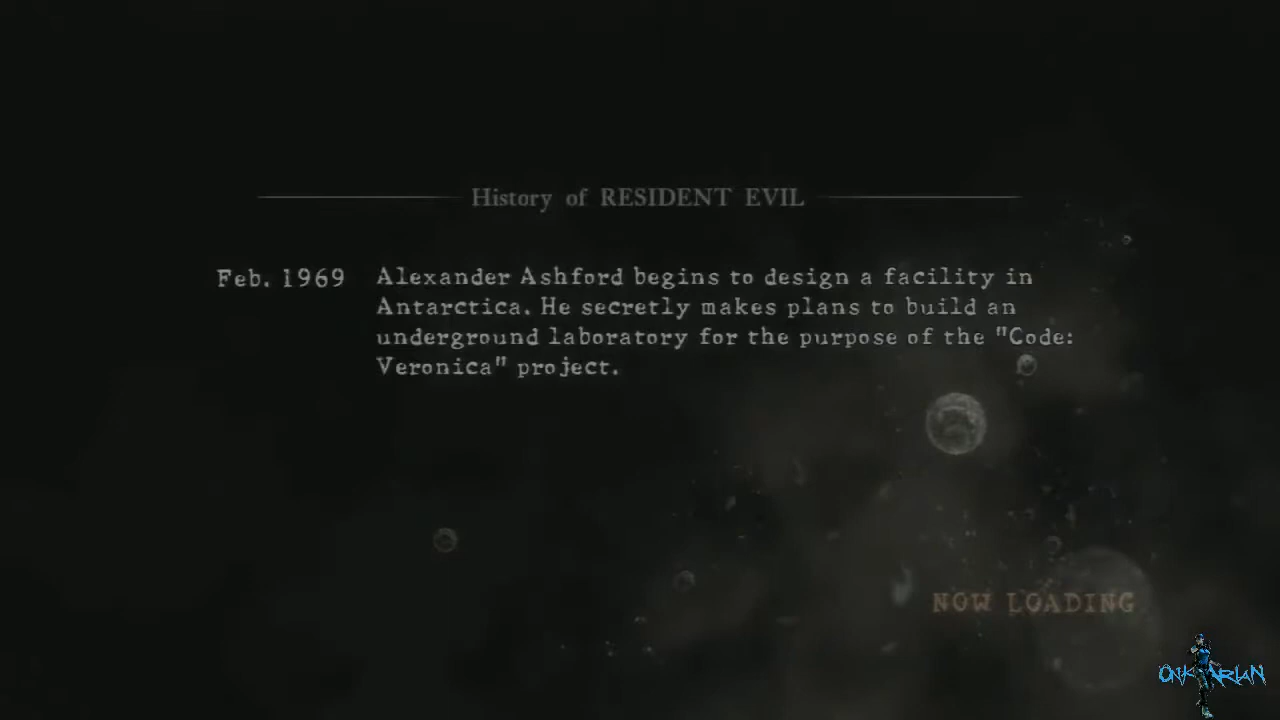 History of RESIDENT EVIL
Feb. 1969 Alexander Ashford begins to design a facility in
Antarctica. He secretly makes plans to build an
underground laboratory for the purpose of the "Code:
Veronica" project.
NOW LOADING